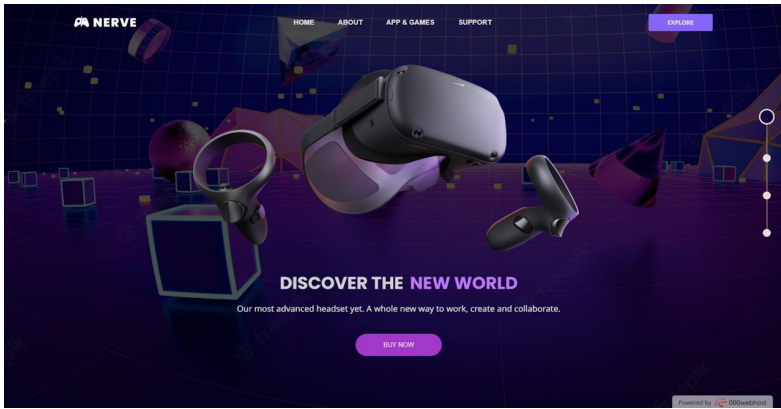 NERVE
HOME ABOUT APP & GAMES SUPPORT
EXPLORE
DISCOVER THE NEW WORLD
Our most advanced headset yet. A whole new way to work, create and collaborate.
BUY NOW
Powered by 000webhost
freepik